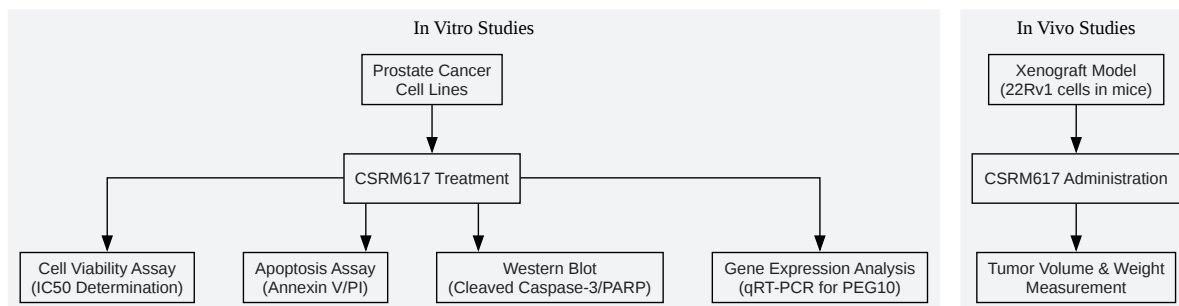 In Vitro Studies
Prostate Cancer
Cell Lines
CSRM617 Treatment
Cell Viability Assay
(IC50 Determination)
Apoptosis Assay
(Annexin V/PI)
Western Blot
(Cleaved Caspase-3/PARP)
Gene Expression Analysis
(qRT-PCR for PEG10)
In Vivo Studies
Xenograft Model
(22Rv1 cells in mice)
CSRM617 Administration
Tumor Volume & Weight
Measurement